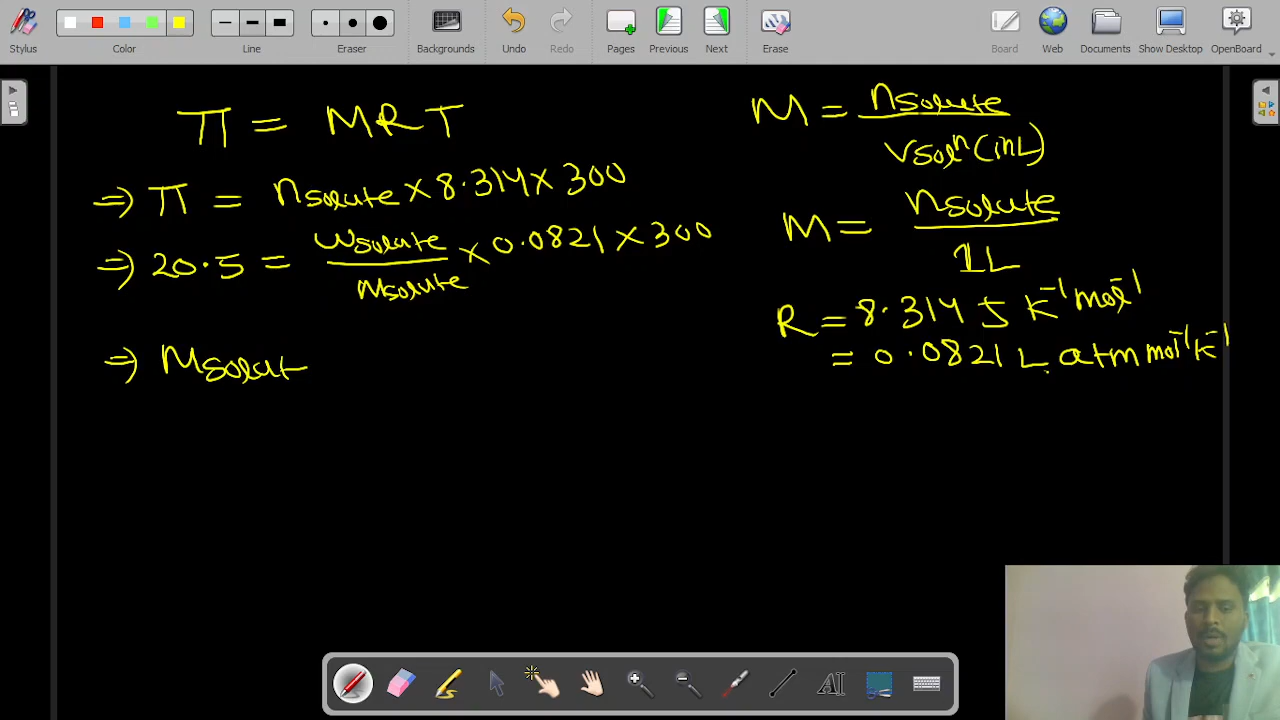 Stylus Color Line Eraser Backgrounds Undo Redo Pages Previous Next Erase Board Web Documents Show Desktop OpenBoard
π = MRT
⇒ π = nsolute × 8.314 × 300
⇒ 20.5 = wsolute / Msolute × 0.0821 × 300
⇒ Msolut
M = nsolute / Vsolⁿ (in L)
M = nsolute / 1L
R = 8.314 J K⁻¹ mol⁻¹
= 0.0821 L atm mol⁻¹ K⁻¹